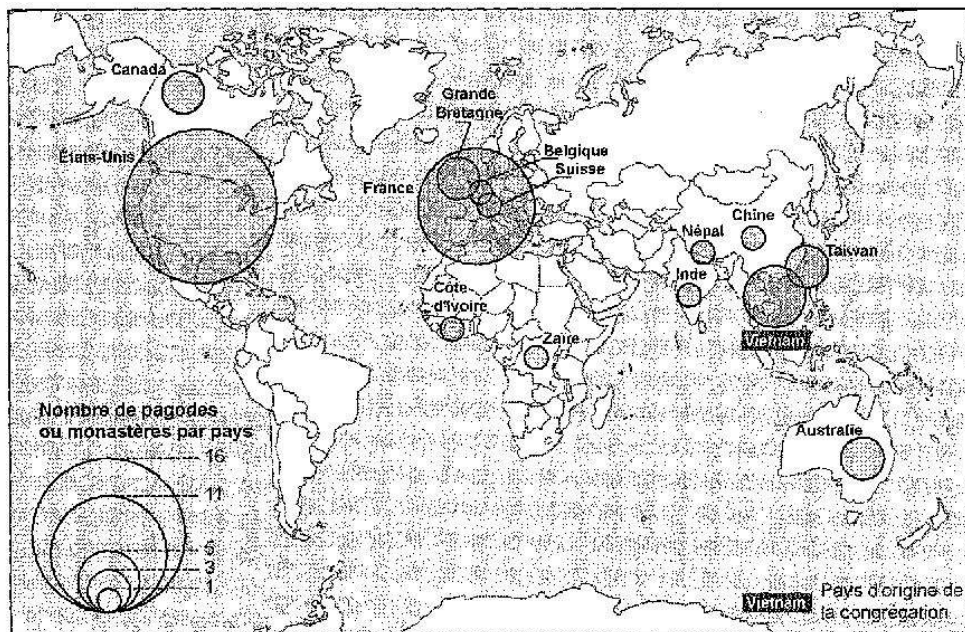 Canada
Grande
Bretagne
États-Unis
Belgique
Suisse
France
Chine
Népal
Taiwan
Inde
Côte
d'Ivoire
Vietnam
Zaïre
Nombre de pagodes
ou monastères par pays
Australie
16
11
5
3
1
Vietnam
Pays d'origine de
la congrégation